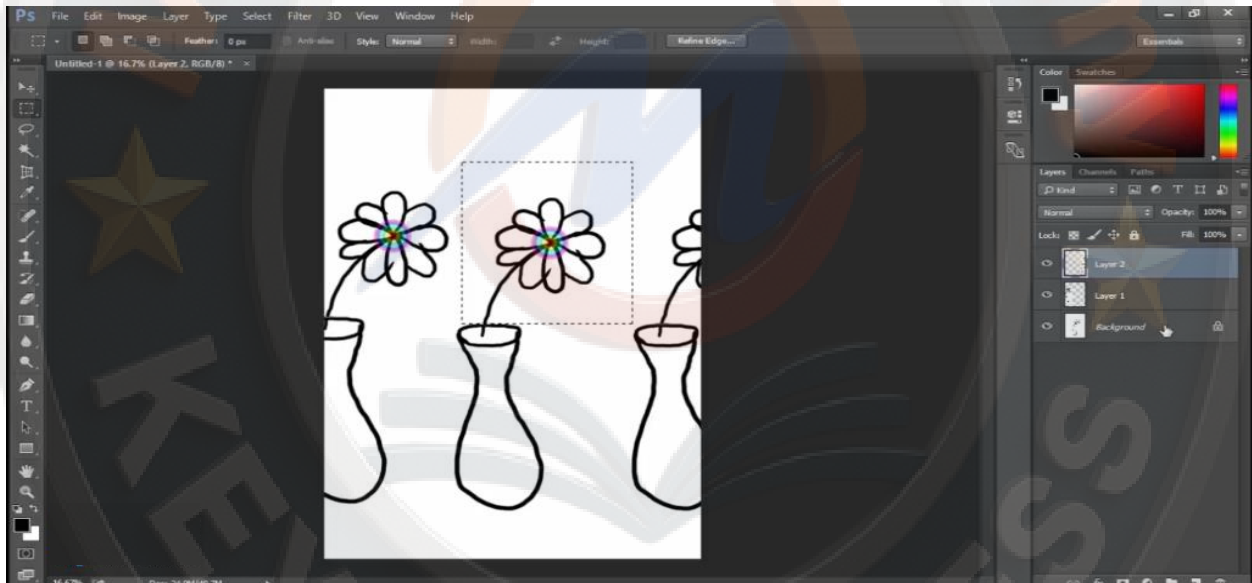 Ps File Edit Image Layer Type Select Filter 3D View Window Help
Feather: 0 px Anti-alias Style: Normal Width: Height: Refine Edge... Essentials
Untitled-1 @ 16.7% (Layer 2, RGB/8) * ×
Color Swatches
Layers Channels Paths
Kind
Normal Opacity: 100%
Lock: Fill: 100%
Layer 2
Layer 1
Background
16.67%